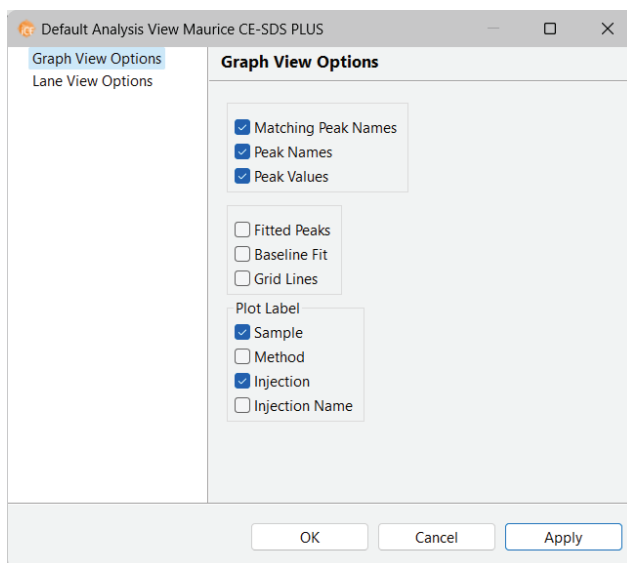 Default Analysis View Maurice CE-SDS PLUS
Graph View Options
Lane View Options
Graph View Options
Matching Peak Names
Peak Names
Peak Values
Fitted Peaks
Baseline Fit
Grid Lines
Plot Label
Sample
Method
Injection
Injection Name
OK Cancel Apply